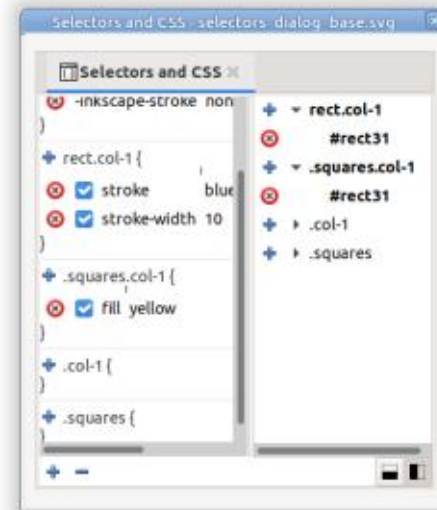 Selectors and CSS - selectors_dialog_base.svg
Selectors and CSS
-inkscape-stroke non
}
rect.col-1 {
stroke blue
stroke-width 10
}
.squares.col-1 {
fill yellow
}
.col-1 {
}
.squares {
}
rect.col-1
#rect31
.squares.col-1
#rect31
.col-1
.squares